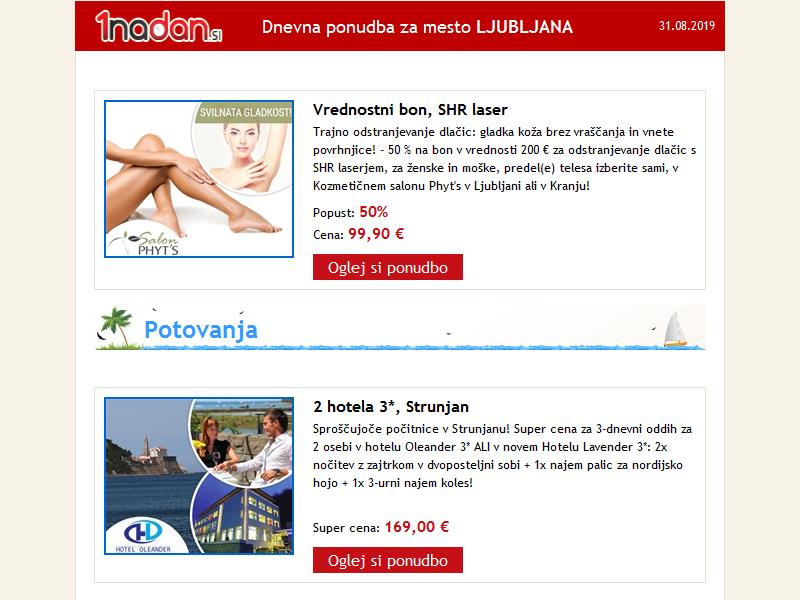 1nadan.si
Dnevna ponudba za mesto LJUBLJANA
31.08.2019
SVILNATA GLADKOST!
Salon
PHYT'S
Vrednostni bon, SHR laser
Trajno odstranjevanje dlačic: gladka koža brez vraščanja in vnete
povrhnjice! - 50 % na bon v vrednosti 200 € za odstranjevanje dlačic s
SHR laserjem, za ženske in moške, predel(e) telesa izberite sami, v
Kozmetičnem salonu Phyt's v Ljubljani ali v Kranju!
Popust: 50%
Cena: 99,90 €
Oglej si ponudbo
Potovanja
HOTEL OLEANDER
2 hotela 3*, Strunjan
Sproščujoče počitnice v Strunjanu! Super cena za 3-dnevni oddih za
2 osebi v hotelu Oleander 3* ALI v novem Hotelu Lavender 3*: 2x
nočitev z zajtrkom v dvoposteljni sobi + 1x najem palic za nordijsko
hojo + 1x 3-urni najem koles!
Super cena: 169,00 €
Oglej si ponudbo